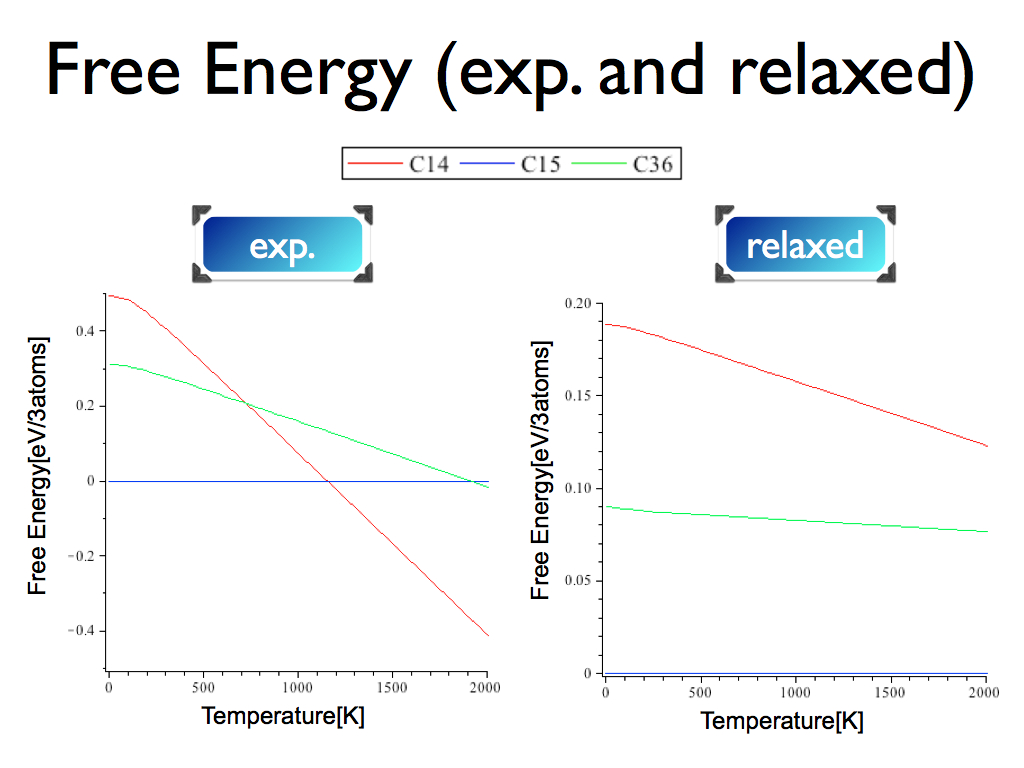 Free Energy (exp. and relaxed)
C14 C15 C36
exp.
relaxed
Free Energy[eV/3atoms]
0.4
0.2
0
−0.2
−0.4
0 500 1000 1500 2000
Temperature[K]
Free Energy[eV/3atoms]
0.20
0.15
0.10
0.05
0
0 500 1000 1500 2000
Temperature[K]